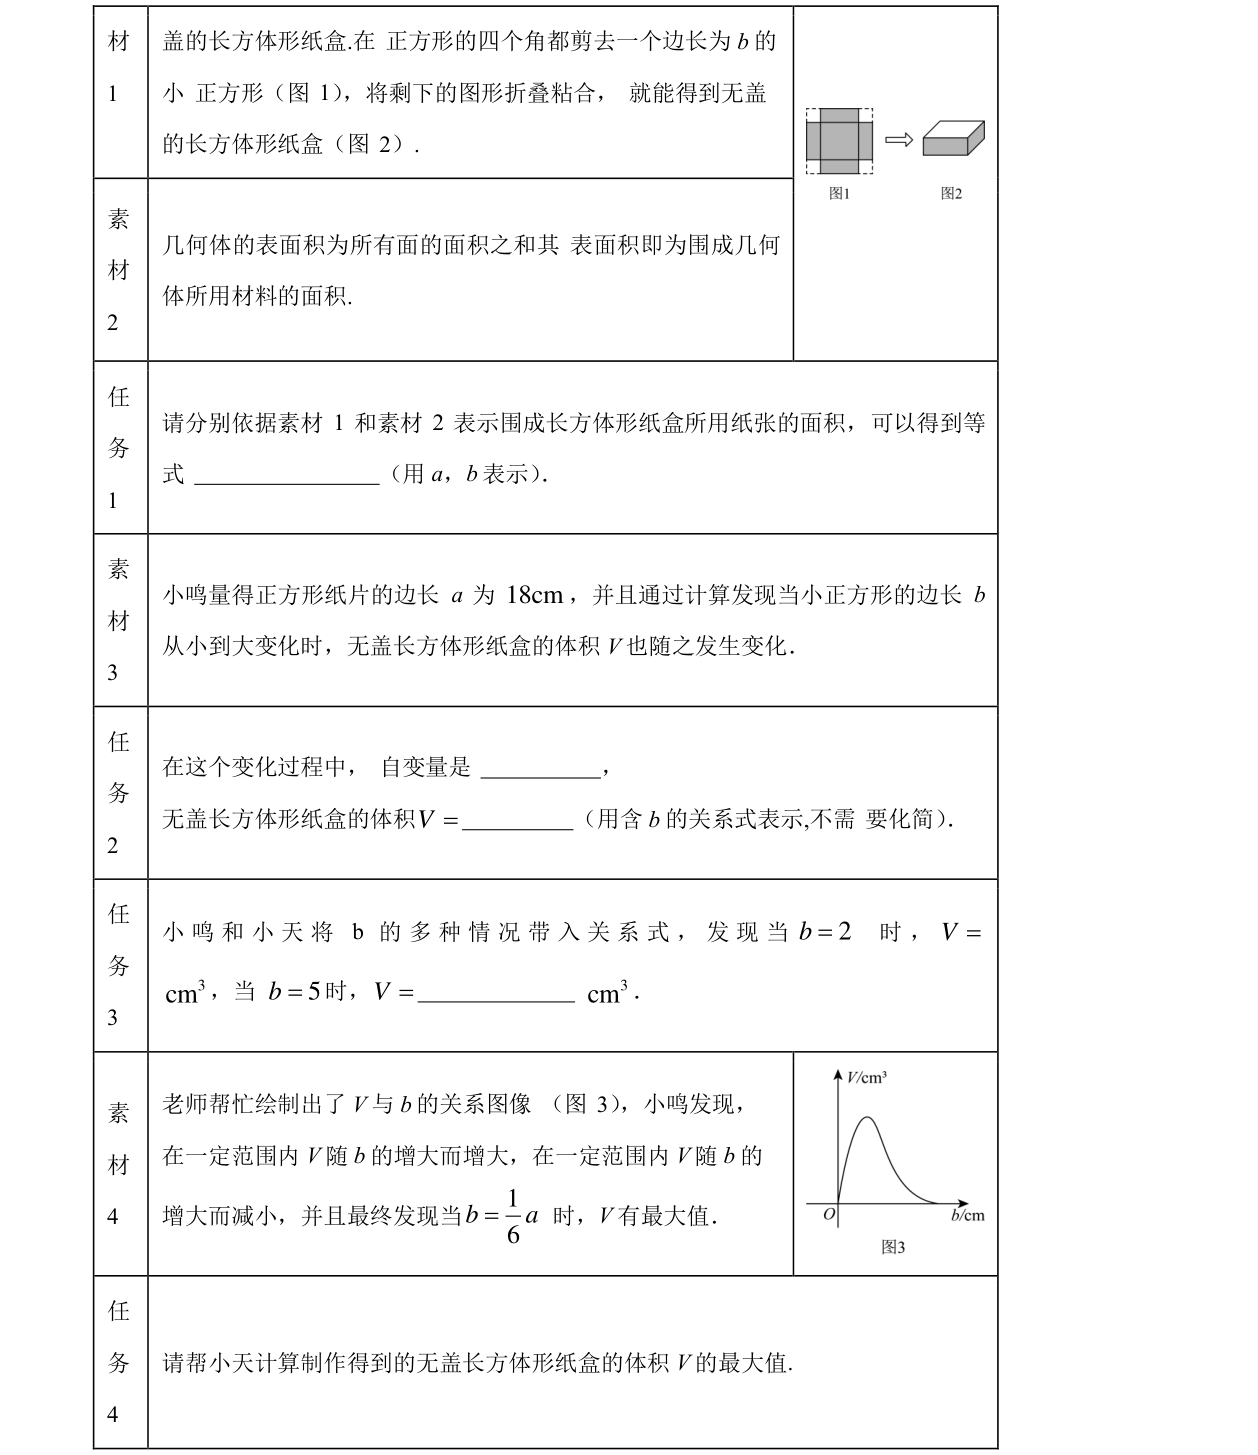 材
1
盖的长方体形纸盒.在 正方形的四个角都剪去一个边长为 b 的
小 正方形（图 1），将剩下的图形折叠粘合， 就能得到无盖
的长方体形纸盒（图 2）.
图1 图2
素
材
2
几何体的表面积为所有面的面积之和其 表面积即为围成几何
体所用材料的面积.
任
务
1
请分别依据素材 1 和素材 2 表示围成长方体形纸盒所用纸张的面积，可以得到等
式 ________________（用 a，b 表示）.
素
材
3
小鸣量得正方形纸片的边长 a 为 18cm，并且通过计算发现当小正方形的边长 b
从小到大变化时，无盖长方体形纸盒的体积 V 也随之发生变化.
任
务
2
在这个变化过程中， 自变量是 __________，
无盖长方体形纸盒的体积V =_________（用含 b 的关系式表示,不需 要化简）.
任
务
3
小鸣和小天将 b 的多种情况带入关系式，发现当 b = 2 时，V =
cm³，当 b = 5 时，V =_____________ cm³.
素
材
4
老师帮忙绘制出了 V 与 b 的关系图像 （图 3），小鸣发现，
在一定范围内 V 随 b 的增大而增大，在一定范围内 V 随 b 的
增大而减小，并且最终发现当 b = 1/6 a 时，V 有最大值.
V/cm³
O
b/cm
图3
任
务
4
请帮小天计算制作得到的无盖长方体形纸盒的体积 V 的最大值.